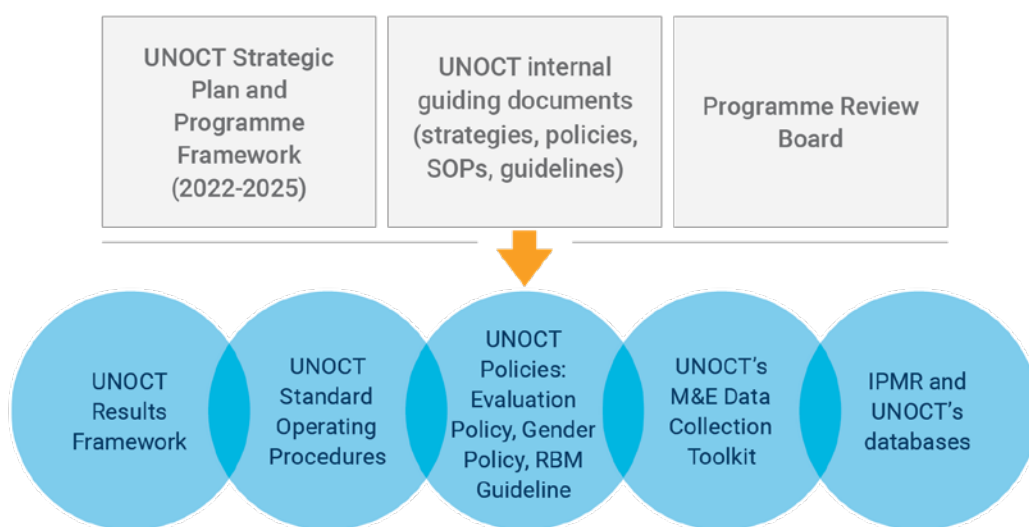 UNOCT Strategic
Plan and
Programme
Framework
(2022-2025)
UNOCT internal
guiding documents
(strategies, policies,
SOPs, guidelines)
Programme Review
Board
UNOCT
Results
Framework
UNOCT
Standard
Operating
Procedures
UNOCT
Policies:
Evaluation
Policy, Gender
Policy, RBM
Guideline
UNOCT’s
M&E Data
Collection
Toolkit
IPMR and
UNOCT’s
databases